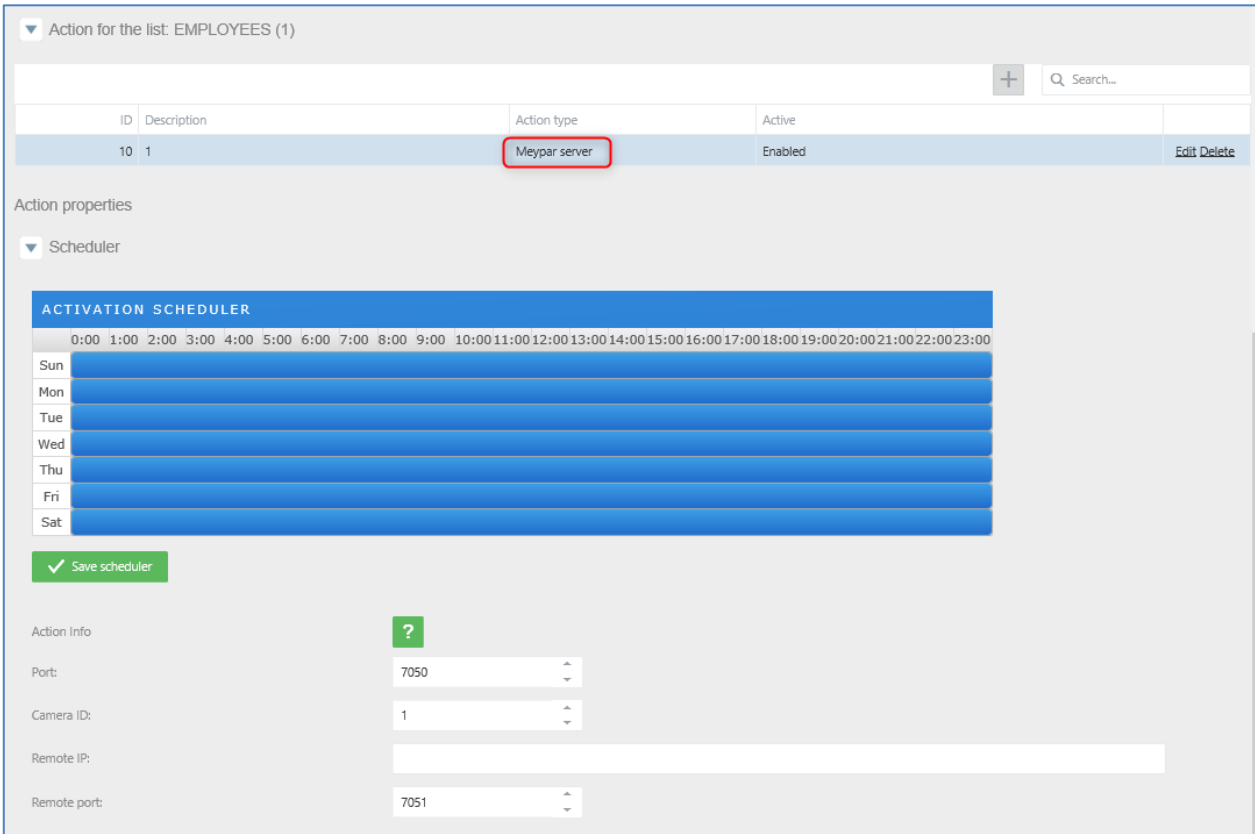 Action for the list: EMPLOYEES (1)
Search...
ID Description Action type Active
10 1 Meypar server Enabled Edit Delete
Action properties
Scheduler
ACTIVATION SCHEDULER
0:00 1:00 2:00 3:00 4:00 5:00 6:00 7:00 8:00 9:00 10:00 11:00 12:00 13:00 14:00 15:00 16:00 17:00 18:00 19:00 20:00 21:00 22:00 23:00
Sun
Mon
Tue
Wed
Thu
Fri
Sat
Save scheduler
Action Info ?
Port: 7050
Camera ID: 1
Remote IP:
Remote port: 7051